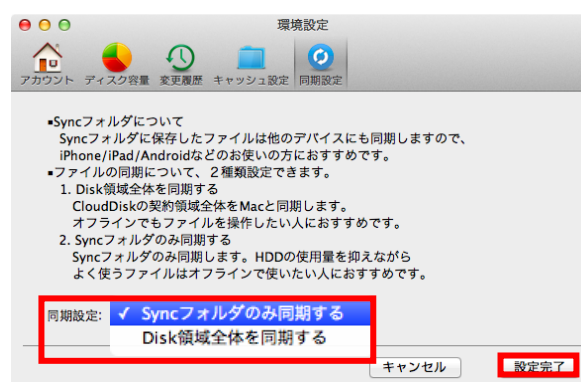 環境設定
アカウント ディスク容量 変更履歴 キャッシュ設定 同期設定
▪Syncフォルダについて
Syncフォルダに保存したファイルは他のデバイスにも同期しますので、
iPhone/iPad/Androidなどのお使いの方におすすめです。
▪ファイルの同期について、２種類設定できます。
1. Disk領域全体を同期する
CloudDiskの契約領域全体をMacと同期します。
オフラインでもファイルを操作したい人におすすめです。
2. Syncフォルダのみ同期する
Syncフォルダのみ同期します。HDDの使用量を抑えながら
よく使うファイルはオフラインで使いたい人におすすめです。
同期設定: ✓ Syncフォルダのみ同期する
Disk領域全体を同期する
キャンセル 設定完了